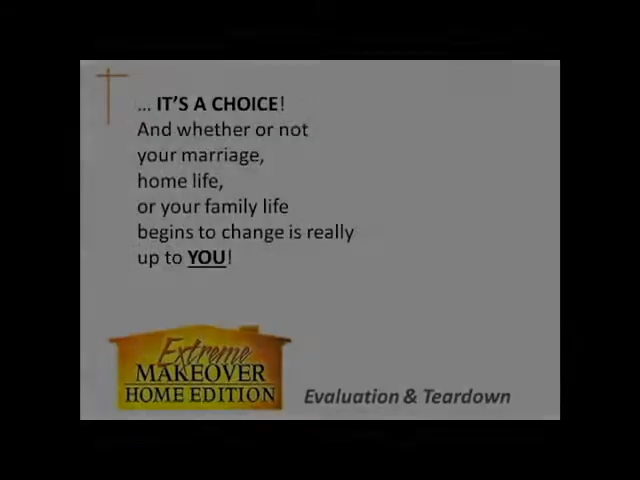 ... IT'S A CHOICE!
And whether or not
your marriage,
home life,
or your family life
begins to change is really
up to YOU!
Extreme
MAKEOVER
HOME EDITION
Evaluation & Teardown